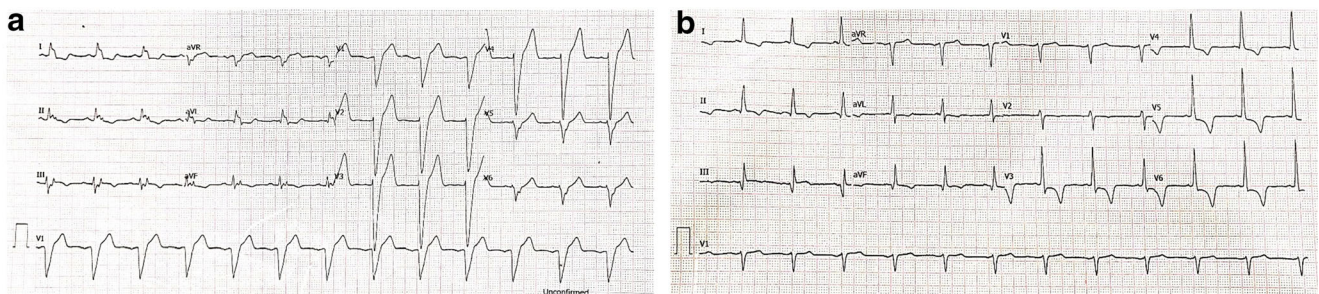 a
I aVR V1 V4
II aVL V2 V5
III aVF V3 V6
V1
Unconfirmed
b
I aVR V1 V4
II aVL V2 V5
III aVF V3 V6
V1